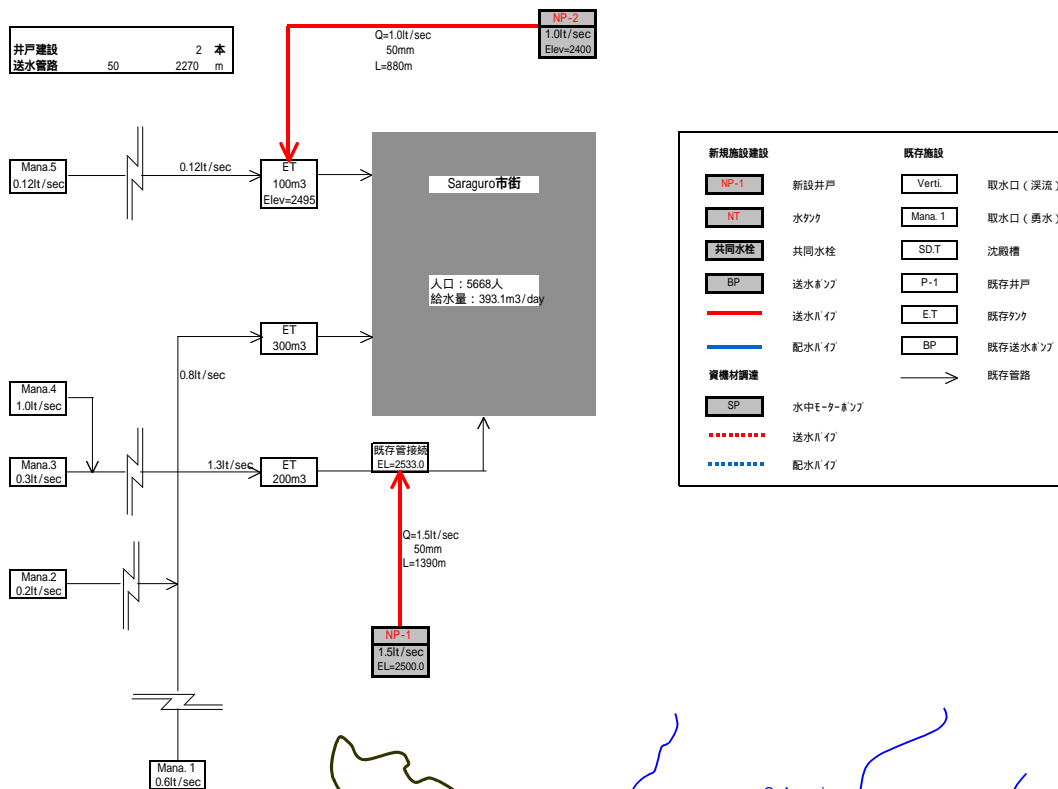 井戸建設 2 本
送水管路 50 2270 m
Q=1.0lt/sec
50mm
L=880m
NP-2
1.0lt/sec
Elev=2400
Mana.5
0.12lt/sec
0.12lt/sec
ET
100m3
Elev=2495
Saraguro市街
人口：5668人
給水量：393.1m3/day
ET
300m3
0.8lt/sec
Mana.4
1.0lt/sec
Mana.3
0.3lt/sec
1.3lt/sec
ET
200m3
既存管接続
EL=2533.0
Q=1.5lt/sec
50mm
L=1390m
Mana.2
0.2lt/sec
NP-1
1.5lt/sec
EL=2500.0
Mana. 1
0.6lt/sec
新規施設建設
NP-1 新設井戸
NT 水タンク
共同水栓 共同水栓
BP 送水ポンプ
送水パイプ
配水パイプ
資機材調達
SP 水中モーターポンプ
送水パイプ
配水パイプ
既存施設
Verti. 取水口（渓流）
Mana. 1 取水口（勇水）
SD.T 沈殿槽
P-1 既存井戸
E.T 既存タンク
BP 既存送水ポンプ
既存管路